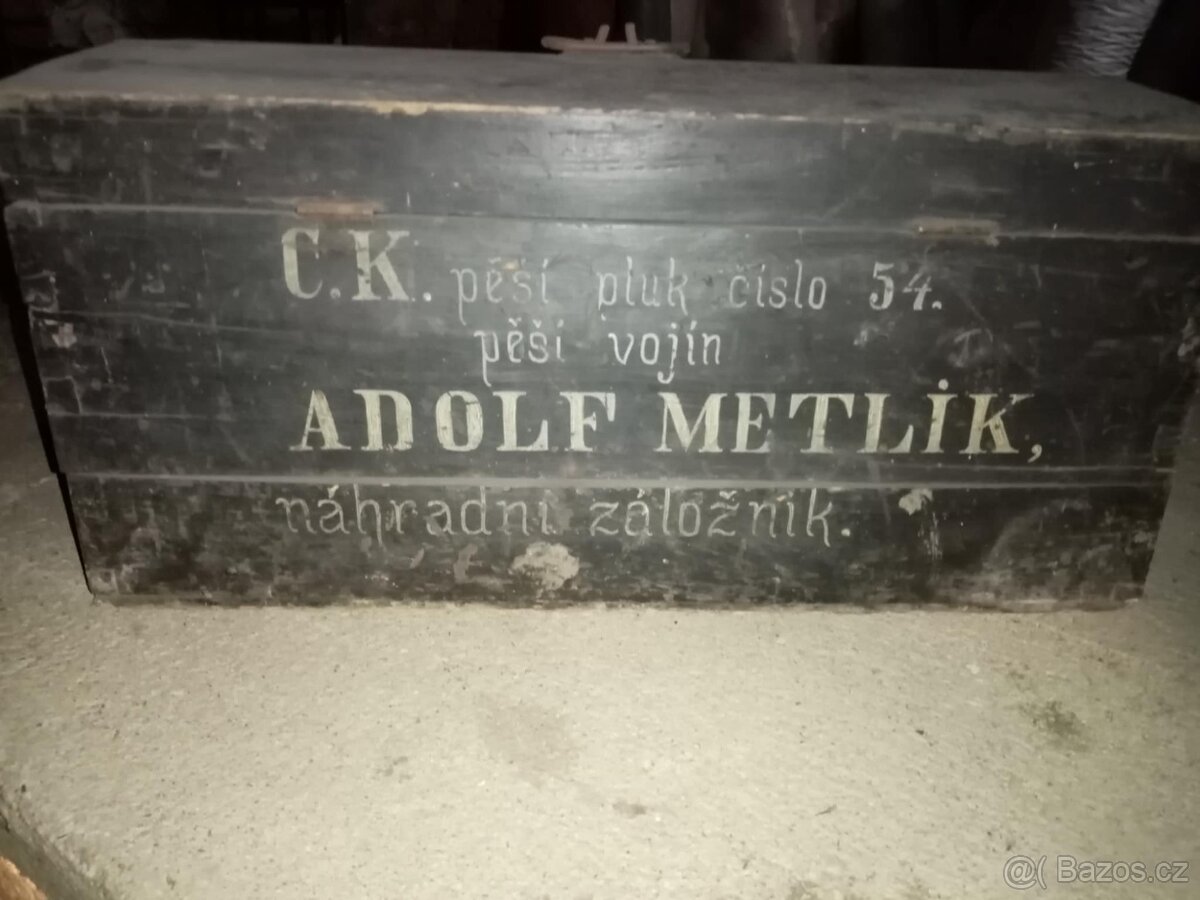 C.K. pěší pluk číslo 54.
pěší vojín
ADOLF METLÍK,
náhradní záložník.
@( Bazos.cz